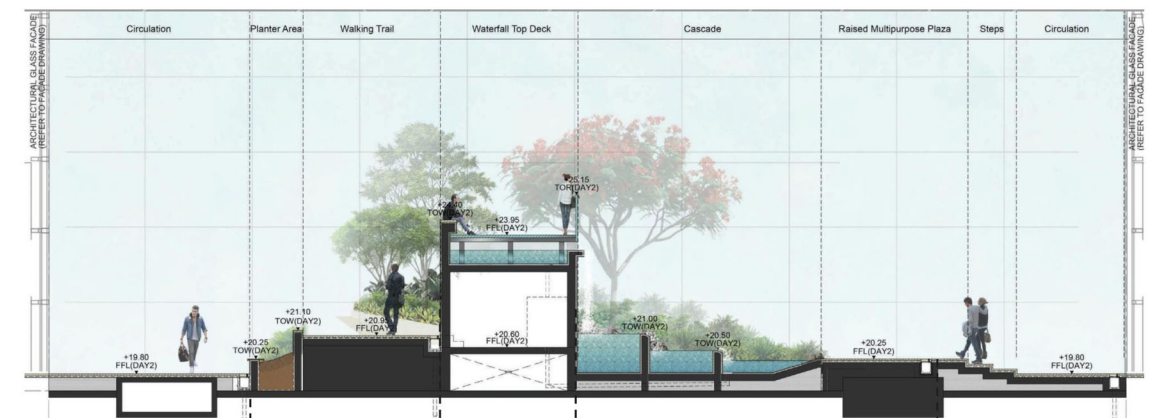 Circulation
Planter Area
Walking Trail
Waterfall Top Deck
Cascade
Raised Multipurpose Plaza
Steps
Circulation
ARCHITECTURAL GLASS FACADE
(REFER TO FACADE DRAWING)
ARCHITECTURAL GLASS FACADE
(REFER TO FACADE DRAWING)
+25.15
TOR(DAY2)
TOW(DAY2)
+23.95
FFL(DAY2)
+21.10
TOW(DAY2)
+20.95
FFL(DAY2)
+21.00
TOW(DAY2)
+20.25
TOW(DAY2)
+20.60
FFL(DAY2)
+20.50
TOW(DAY2)
+20.25
FFL(DAY2)
+19.80
FFL(DAY2)
+19.80
FFL(DAY2)